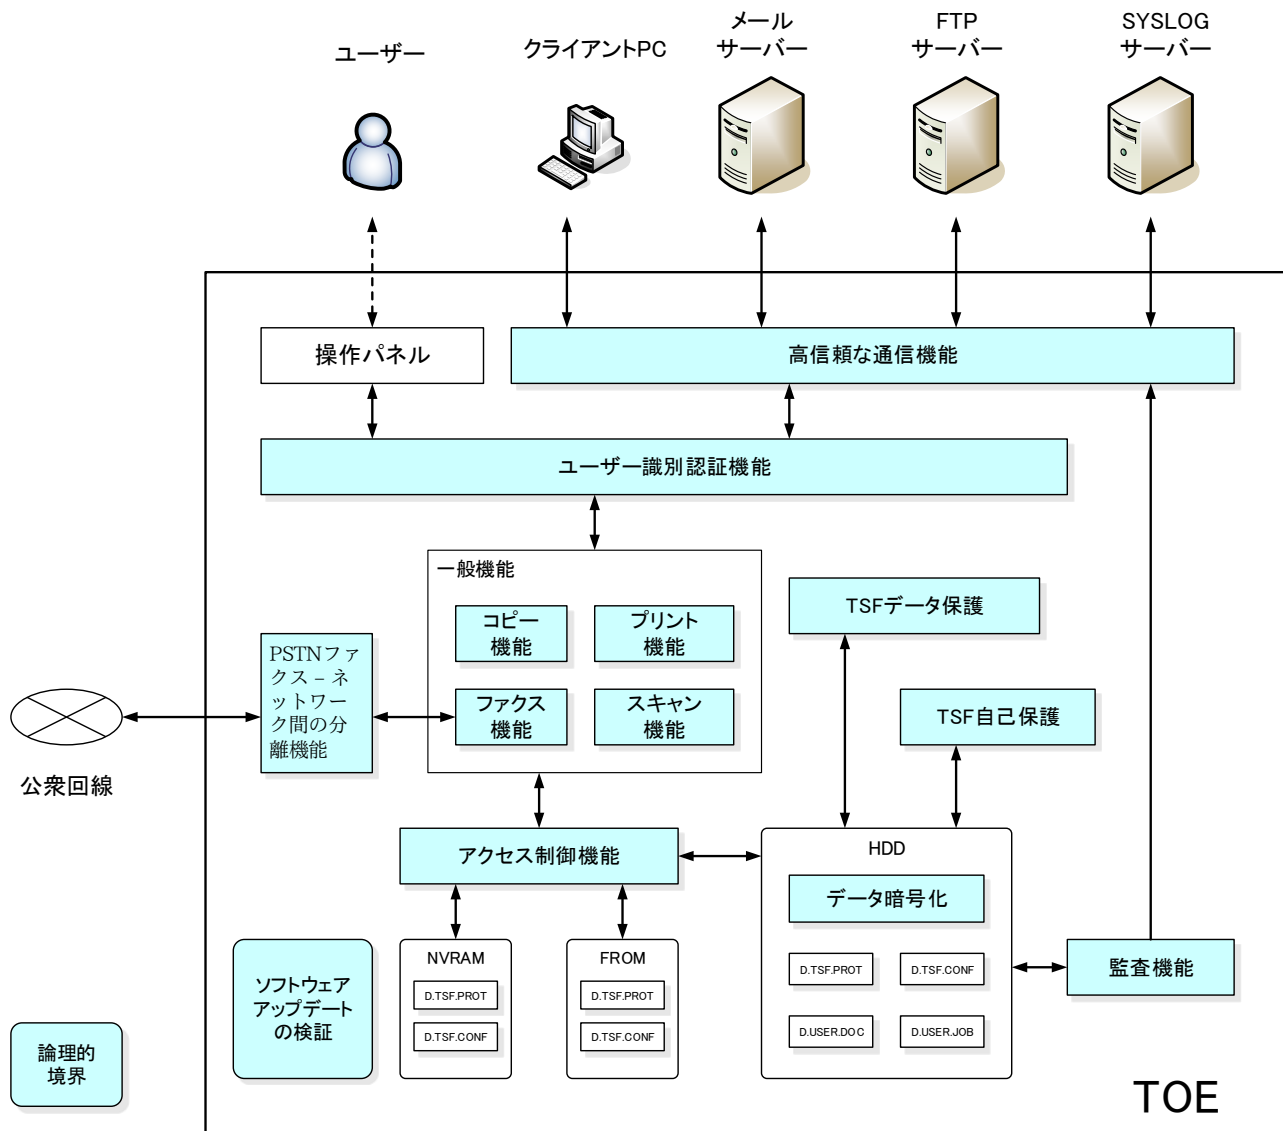 ユーザー
クライアントPC
メール
サーバー
FTP
サーバー
SYSLOG
サーバー
操作パネル
高信頼な通信機能
ユーザー識別認証機能
一般機能
コピー
機能
プリント
機能
ファクス
機能
スキャン
機能
TSFデータ保護
TSF自己保護
PSTNファ
クス – ネ
ットワー
ク間の分
離機能
公衆回線
アクセス制御機能
HDD
データ暗号化
D.TSF.PROT
D.TSF.CONF
D.USER.DOC
D.USER.JOB
監査機能
NVRAM
D.TSF.PROT
D.TSF.CONF
FROM
D.TSF.PROT
D.TSF.CONF
ソフトウェア
アップデート
の検証
論理的
境界
TOE